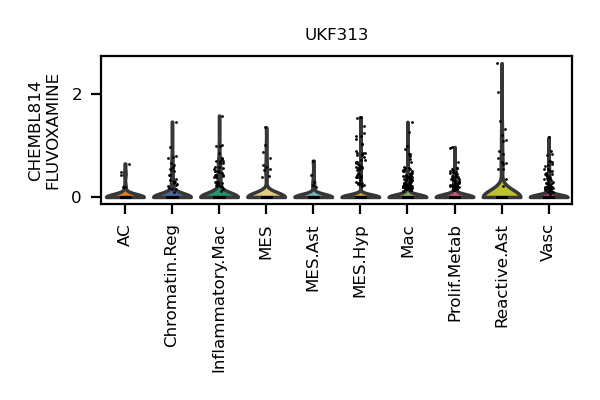 UKF313
CHEMBL814
FLUVOXAMINE
2
0
AC
Chromatin.Reg
Inflammatory.Mac
MES
MES.Ast
MES.Hyp
Mac
Prolif.Metab
Reactive.Ast
Vasc